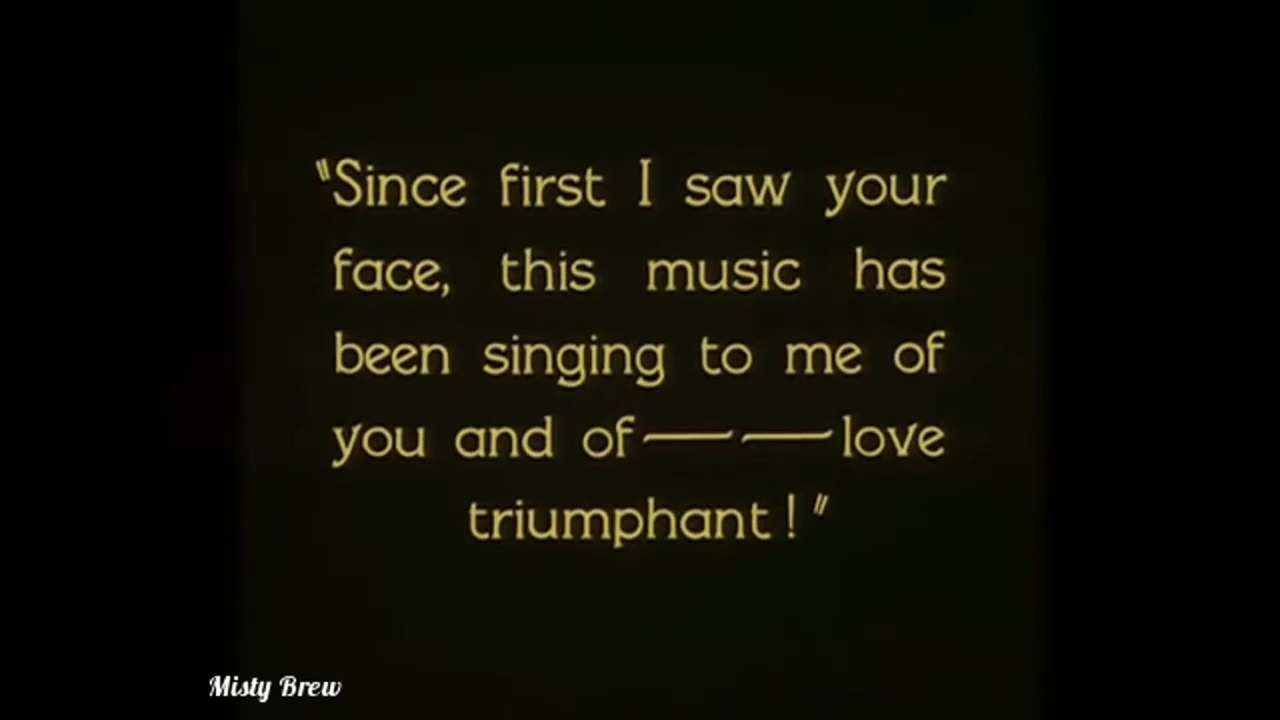 "Since first I saw your
face, this music has
been singing to me of
you and of——love
triumphant!"
Misty Brew